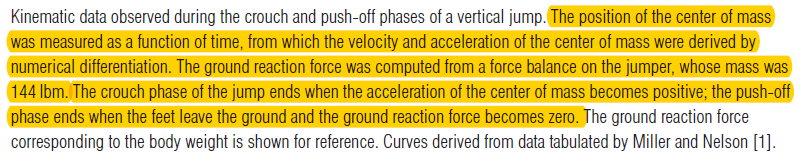 Kinematic data observed during the crouch and push-off phases of a vertical jump. The position of the center of mass
was measured as a function of time, from which the velocity and acceleration of the center of mass were derived by
numerical differentiation. The ground reaction force was computed from a force balance on the jumper, whose mass was
144 lbm. The crouch phase of the jump ends when the acceleration of the center of mass becomes positive; the push-off
phase ends when the feet leave the ground and the ground reaction force becomes zero. The ground reaction force
corresponding to the body weight is shown for reference. Curves derived from data tabulated by Miller and Nelson [1].